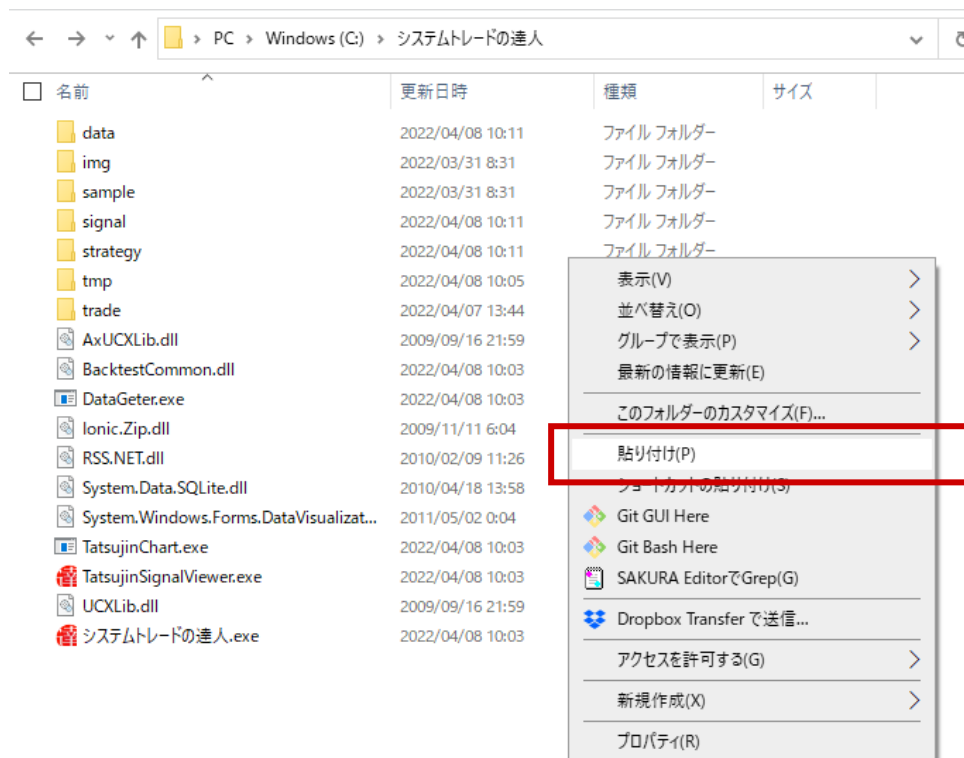 PC > Windows (C:) > システムトレードの達人
名前 更新日時 種類 サイズ
data 2022/04/08 10:11 ファイル フォルダー
img 2022/03/31 8:31 ファイル フォルダー
sample 2022/03/31 8:31 ファイル フォルダー
signal 2022/04/08 10:11 ファイル フォルダー
strategy 2022/04/08 10:11 ファイル フォルダー
tmp 2022/04/08 10:05
trade 2022/04/07 13:44
AxUCXLib.dll 2009/09/16 21:59
BacktestCommon.dll 2022/04/08 10:03
DataGeter.exe 2022/04/08 10:03
Ionic.Zip.dll 2009/11/11 6:04
RSS.NET.dll 2010/02/09 11:26
System.Data.SQLite.dll 2010/04/18 13:58
System.Windows.Forms.DataVisualizat... 2011/05/02 0:04
TatsujinChart.exe 2022/04/08 10:03
TatsujinSignalViewer.exe 2022/04/08 10:03
UCXLib.dll 2009/09/16 21:59
システムトレードの達人.exe 2022/04/08 10:03
表示(V)
並べ替え(O)
グループで表示(P)
最新の情報に更新(E)
このフォルダーのカスタマイズ(F)...
貼り付け(P)
ショートカットの貼り付け(S)
Git GUI Here
Git Bash Here
SAKURA EditorでGrep(G)
Dropbox Transfer で送信...
アクセスを許可する(G)
新規作成(X)
プロパティ(R)